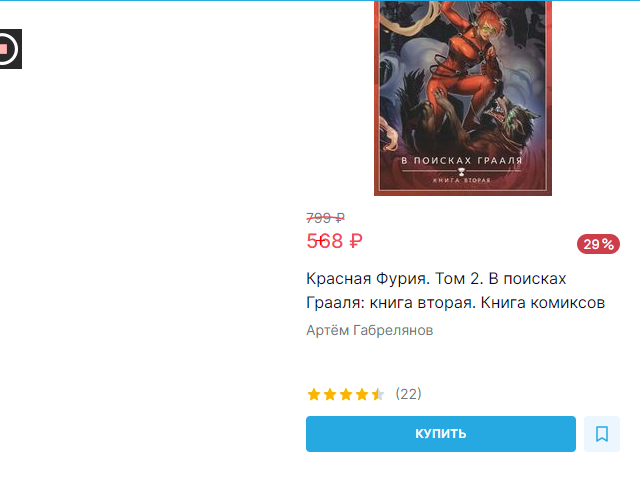 В ПОИСКАХ ГРААЛЯ
КНИГА ВТОРАЯ
799 ₽
568 ₽
29%
Красная Фурия. Том 2. В поисках
Грааля: книга вторая. Книга комиксов
Артём Габрелянов
(22)
КУПИТЬ